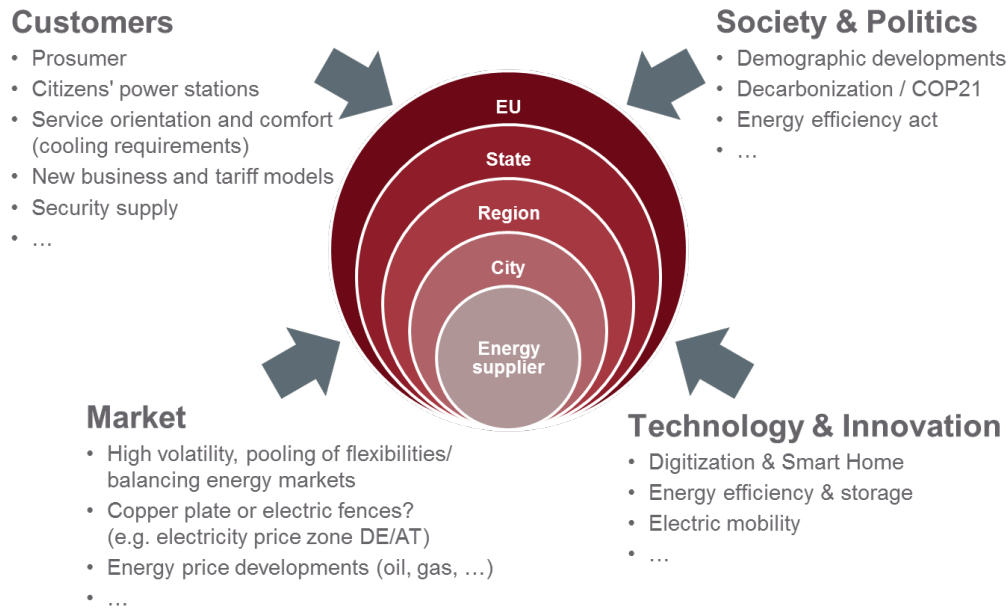 Customers
• Prosumer
• Citizens' power stations
• Service orientation and comfort
(cooling requirements)
• New business and tariff models
• Security supply
• …
Society & Politics
• Demographic developments
• Decarbonization / COP21
• Energy efficiency act
• …
EU
State
Region
City
Energy
supplier
Market
• High volatility, pooling of flexibilities/
balancing energy markets
• Copper plate or electric fences?
(e.g. electricity price zone DE/AT)
• Energy price developments (oil, gas, …)
• …
Technology & Innovation
• Digitization & Smart Home
• Energy efficiency & storage
• Electric mobility
• …